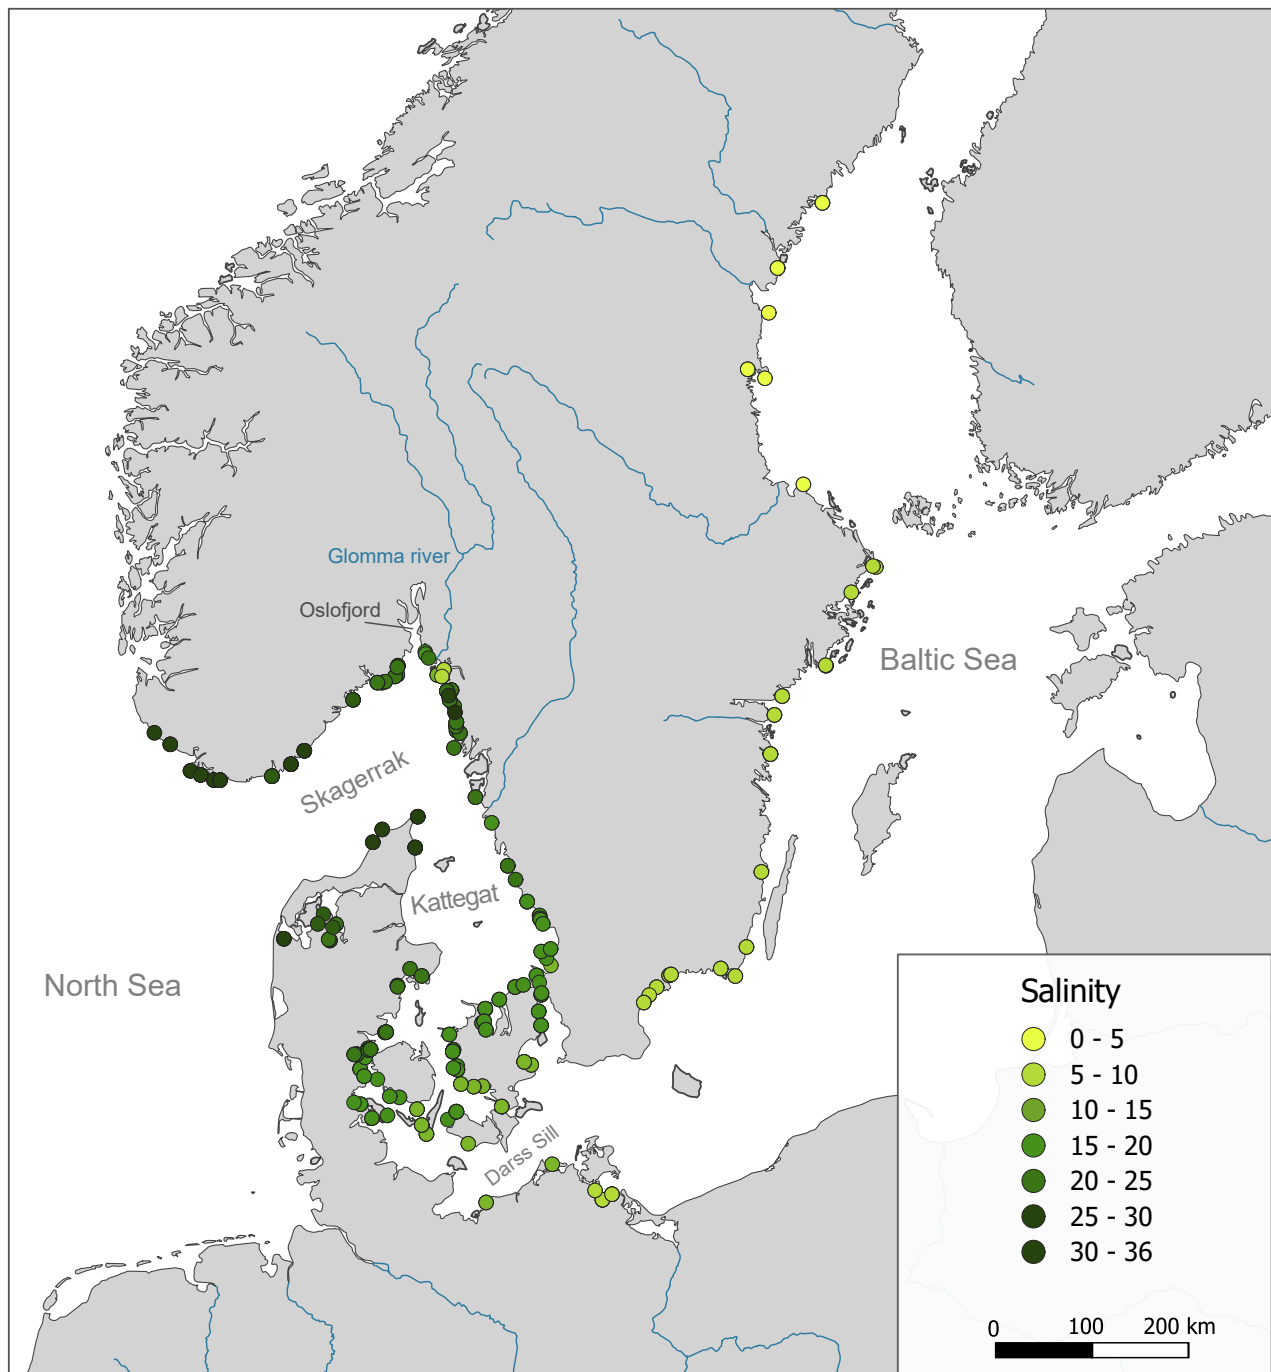 Glomma river
Oslofjord
Baltic Sea
Skagerrak
Kattegat
North Sea
Darss Sill
Salinity
0 - 5
5 - 10
10 - 15
15 - 20
20 - 25
25 - 30
30 - 36
0 100 200 km